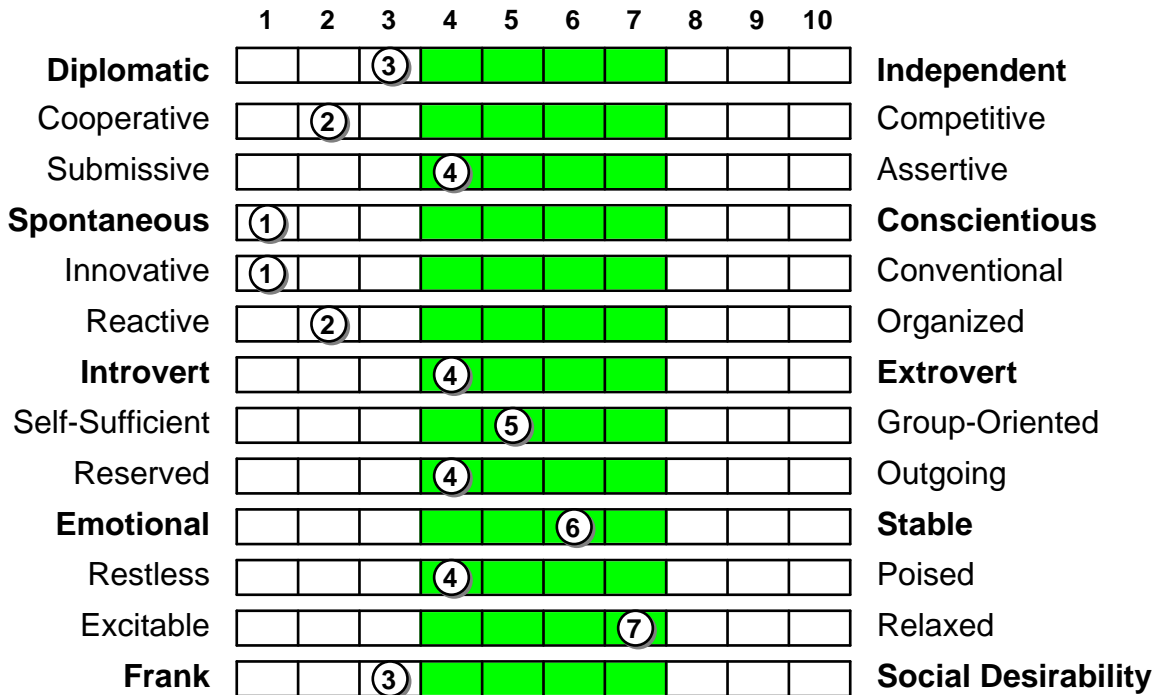 1 2 3 4 5 6 7 8 9 10
Diplomatic 3 Independent
Cooperative 2 Competitive
Submissive 4 Assertive
Spontaneous 1 Conscientious
Innovative 1 Conventional
Reactive 2 Organized
Introvert 4 Extrovert
Self-Sufficient 5 Group-Oriented
Reserved 4 Outgoing
Emotional 6 Stable
Restless 4 Poised
Excitable 7 Relaxed
Frank 3 Social Desirability